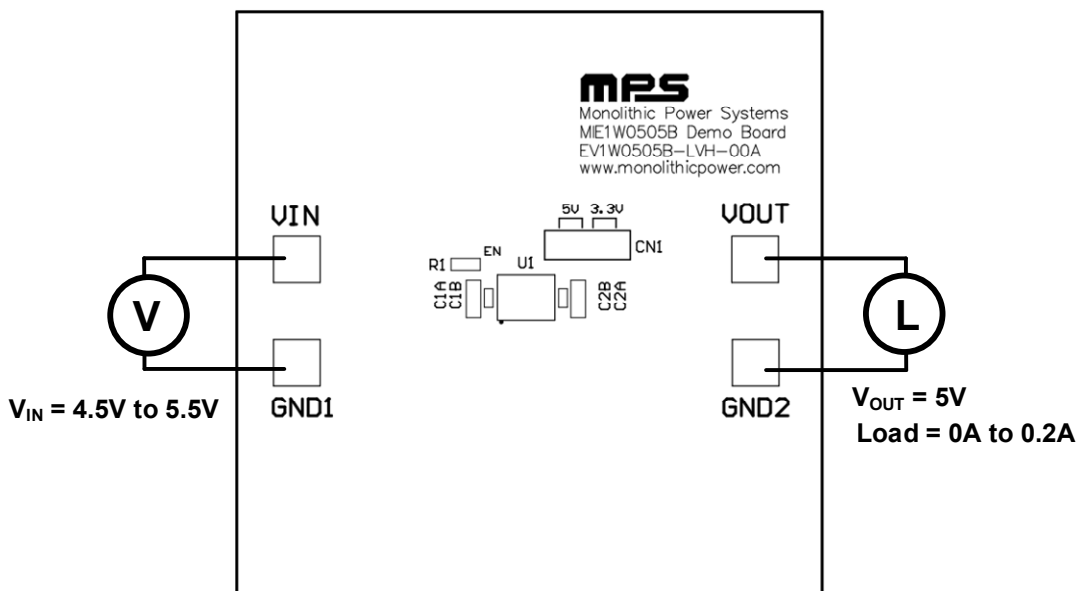 MPS
Monolithic Power Systems
MIE1W0505B Demo Board
EV1W0505B-LVH-00A
www.monolithicpower.com
5V 3.3V
CN1
VIN
VOUT
EN
R1
U1
C1A
C1B
C2B
C2A
V
L
GND1
GND2
VIN = 4.5V to 5.5V
VOUT = 5V
Load = 0A to 0.2A